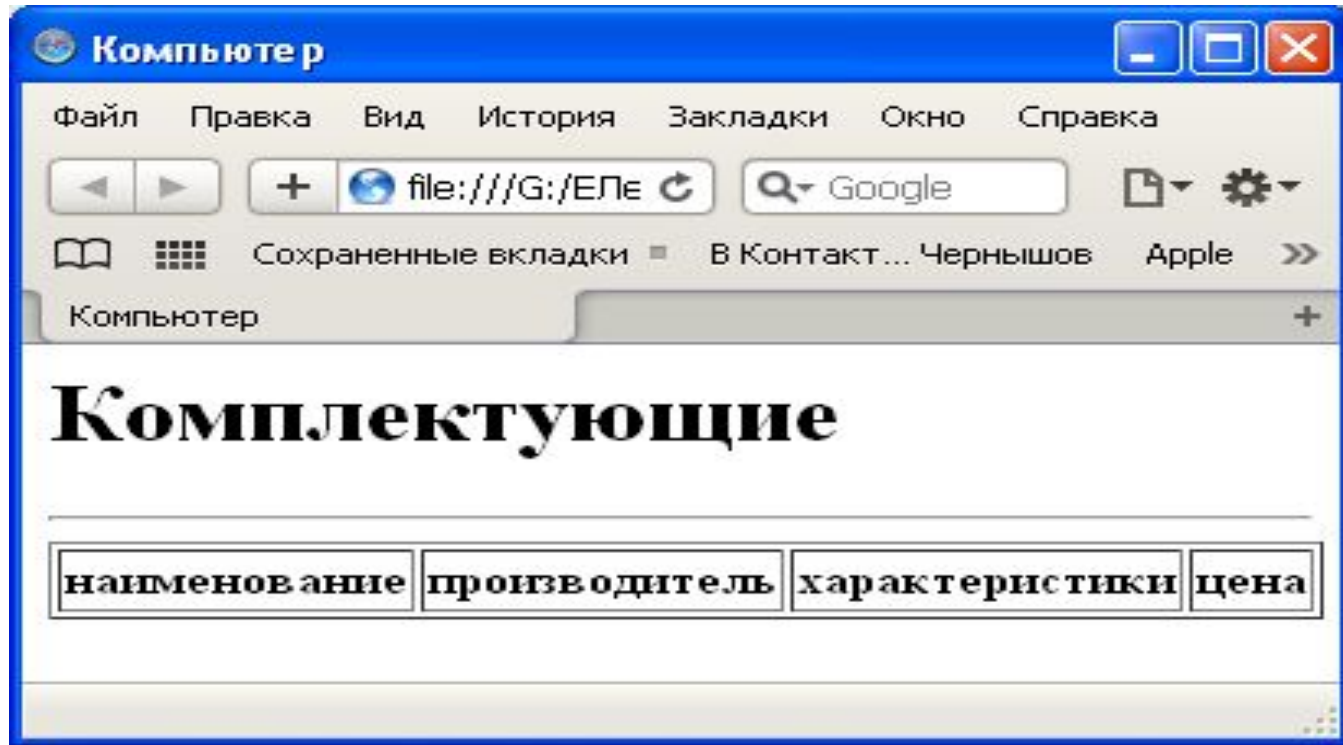 Компьютер
Файл Правка Вид История Закладки Окно Справка
file:///G:/ЕЛе Google
Сохраненные вкладки В Контакт... Чернышов Apple
Компьютер
Комплектующие
наименование производитель характеристики цена